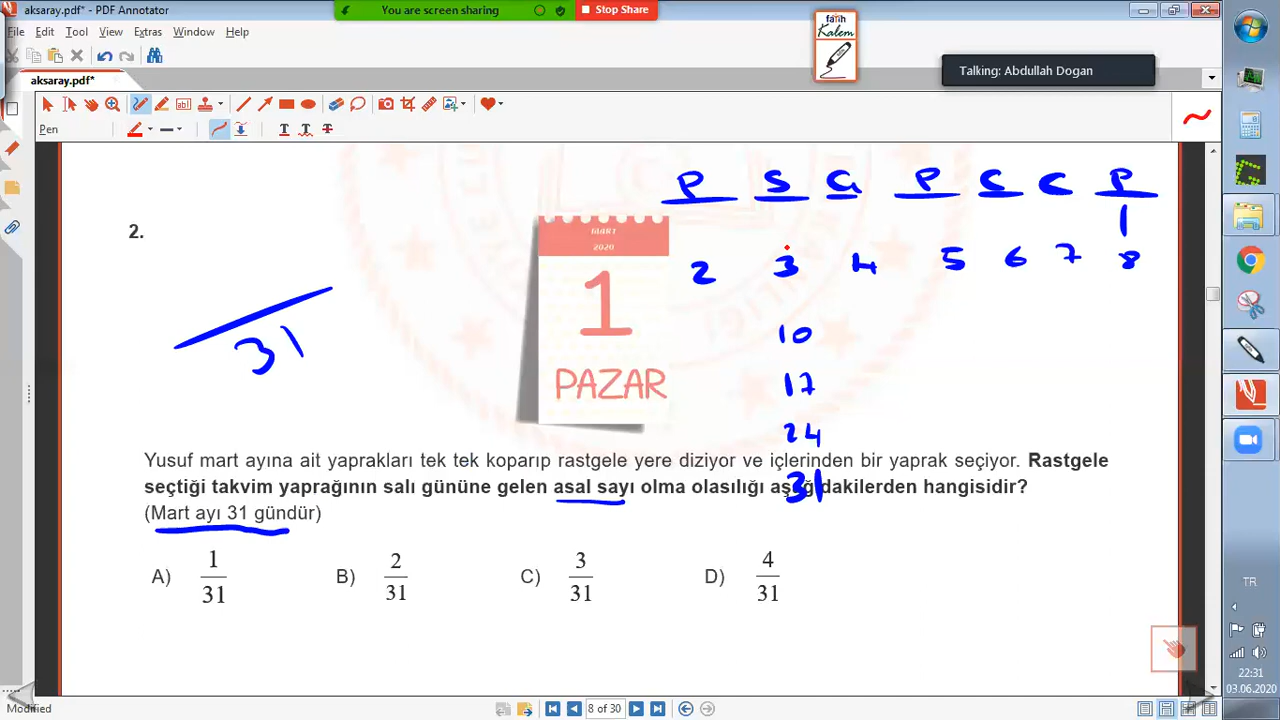 aksaray.pdf* - PDF Annotator
You are screen sharing
Stop Share
File Edit Tool View Extras Window Help
fatih
Kalem
Talking: Abdullah Dogan
aksaray.pdf*
Pen
P S Ç P C C P
1
2 3 4 5 6 7 8
10
17
24
31
2.
31
MART
2020
1
PAZAR
Yusuf mart ayına ait yaprakları tek tek koparıp rastgele yere diziyor ve içlerinden bir yaprak seçiyor. Rastgele
seçtiği takvim yaprağının salı gününe gelen asal sayı olma olasılığı aşağıdakilerden hangisidir?
(Mart ayı 31 gündür)
A) 1/31 B) 2/31 C) 3/31 D) 4/31
TR
22:31
03.06.2020
Modified
8 of 30